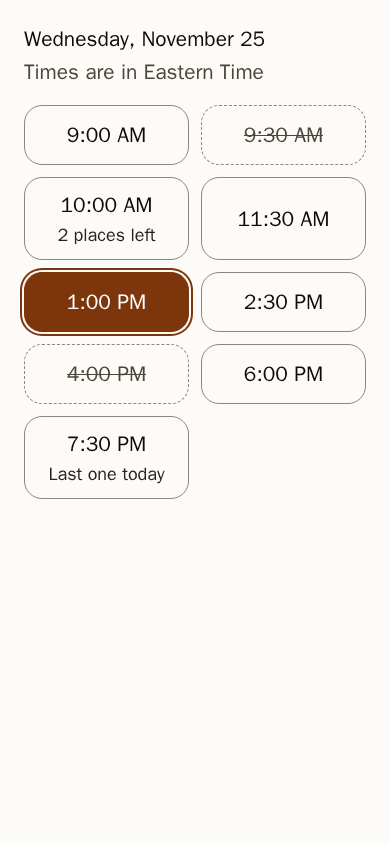 Wednesday, November 25
Times are in Eastern Time
9:00 AM
9:30 AM
10:00 AM
2 places left
11:30 AM
1:00 PM
2:30 PM
4:00 PM
6:00 PM
7:30 PM
Last one today